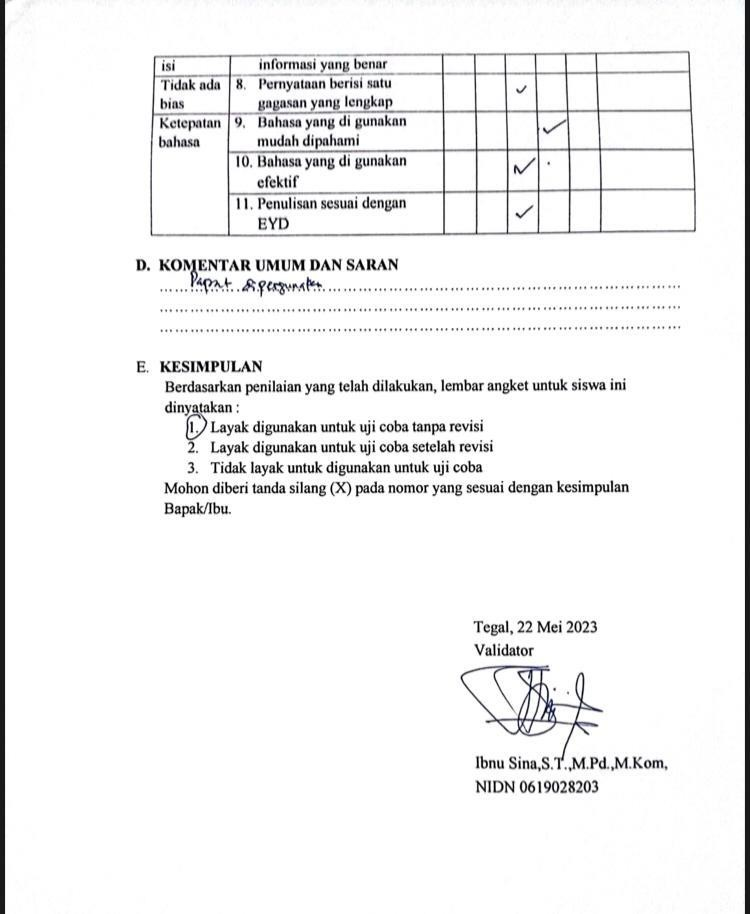 isi informasi yang benar
Tidak ada 8. Pernyataan berisi satu ✓
bias gagasan yang lengkap
Ketepatan 9. Bahasa yang di gunakan ✓
bahasa mudah dipahami
10. Bahasa yang di gunakan ✓
efektif
11. Penulisan sesuai dengan ✓
EYD
D. KOMENTAR UMUM DAN SARAN
Dapat dipergunakan
E. KESIMPULAN
Berdasarkan penilaian yang telah dilakukan, lembar angket untuk siswa ini
dinyatakan :
1. Layak digunakan untuk uji coba tanpa revisi
2. Layak digunakan untuk uji coba setelah revisi
3. Tidak layak untuk digunakan untuk uji coba
Mohon diberi tanda silang (X) pada nomor yang sesuai dengan kesimpulan
Bapak/Ibu.
Tegal, 22 Mei 2023
Validator
Ibnu Sina,S.T.,M.Pd.,M.Kom,
NIDN 0619028203